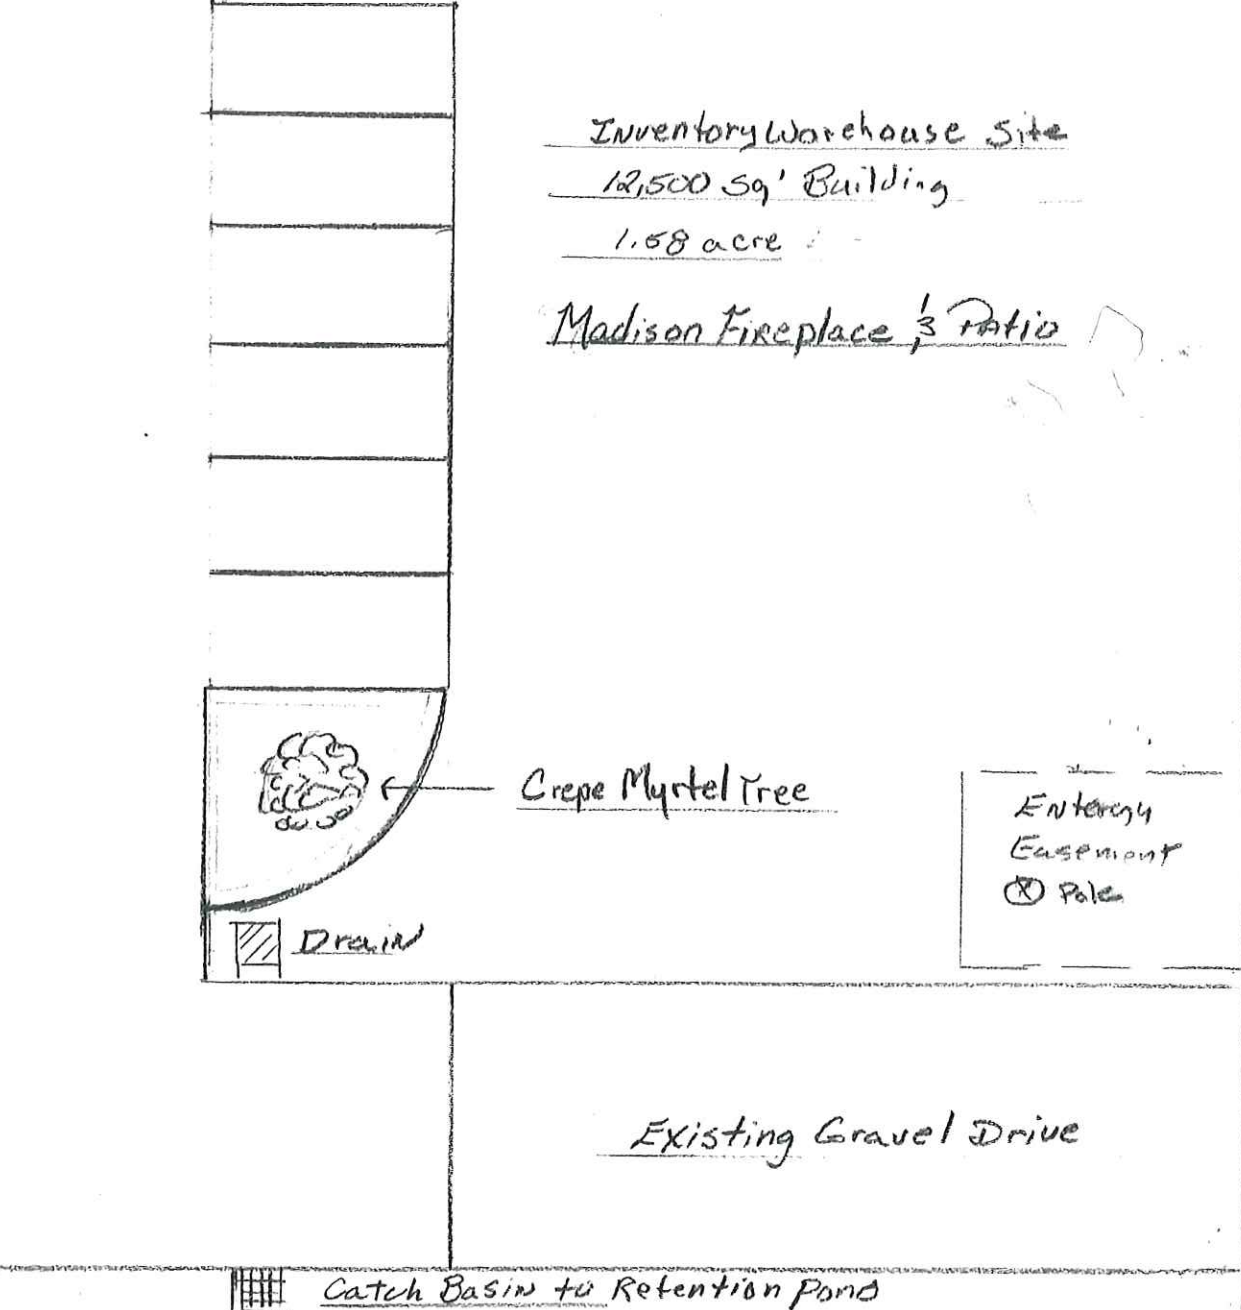 Inventory Warehouse Site
12,500 Sq' Building
1.58 acre
Madison Fireplace & Patio
Crepe Myrtel Tree
Entergy
Easement
Pole
Drain
Existing Gravel Drive
Catch Basin to Retention Pond